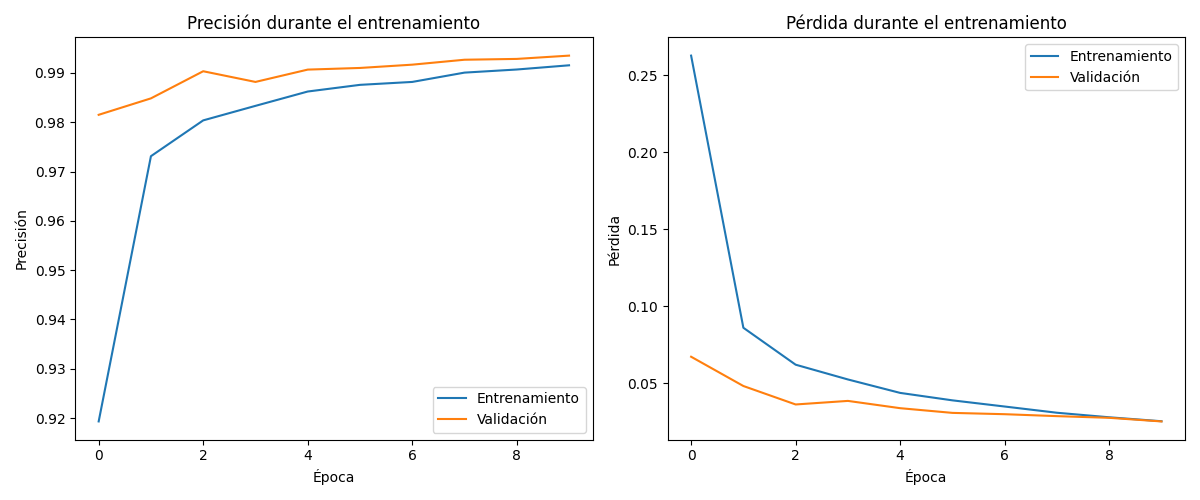 Precisión durante el entrenamiento
0.99
0.98
0.97
0.96
0.95
0.94
0.93
0.92
Precisión
0 2 4 6 8
Época
Entrenamiento
Validación
Pérdida durante el entrenamiento
Entrenamiento
Validación
0.25
0.20
0.15
0.10
0.05
Pérdida
0 2 4 6 8
Época